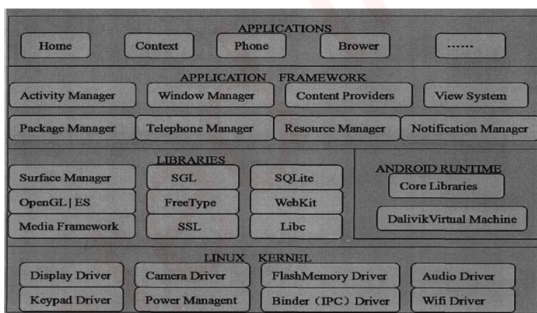 APPLICATIONS
Home Context Phone Brower ------
APPLICATION FRAMEWORK
Activity Manager Window Manager Content Providers View System
Package Manager Telephone Manager Resource Manager Notification Manager
LIBRARIES
Surface Manager SGL SQLite
OpenGL|ES FreeType WebKit
Media Framework SSL Libc
ANDROID RUNTIME
Core Libraries
DalivikVirtual Machine
LINUX KERNEL
Display Driver Camera Driver FlashMemory Driver Audio Driver
Keypad Driver Power Managent Binder（IPC）Driver Wifi Driver